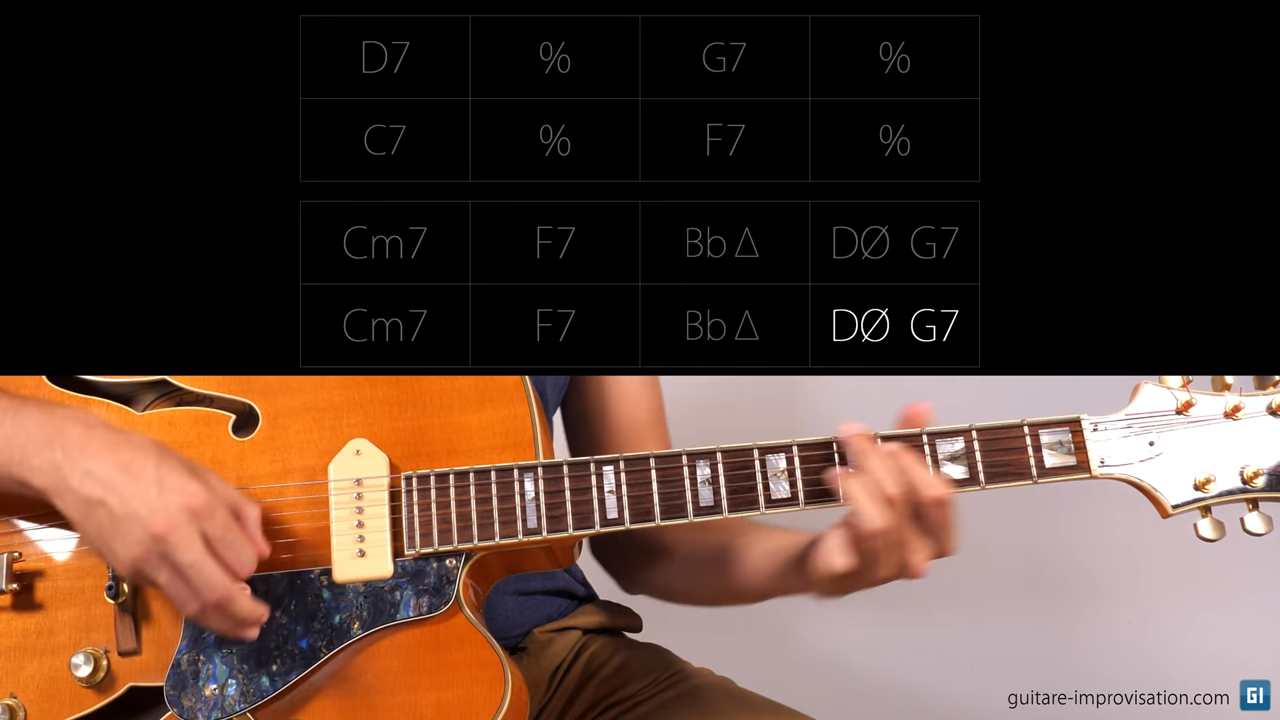 D7 % G7 %
C7 % F7 %
Cm7 F7 Bb Δ DØ G7
Cm7 F7 Bb Δ DØ G7
guitare-improvisation.com GI